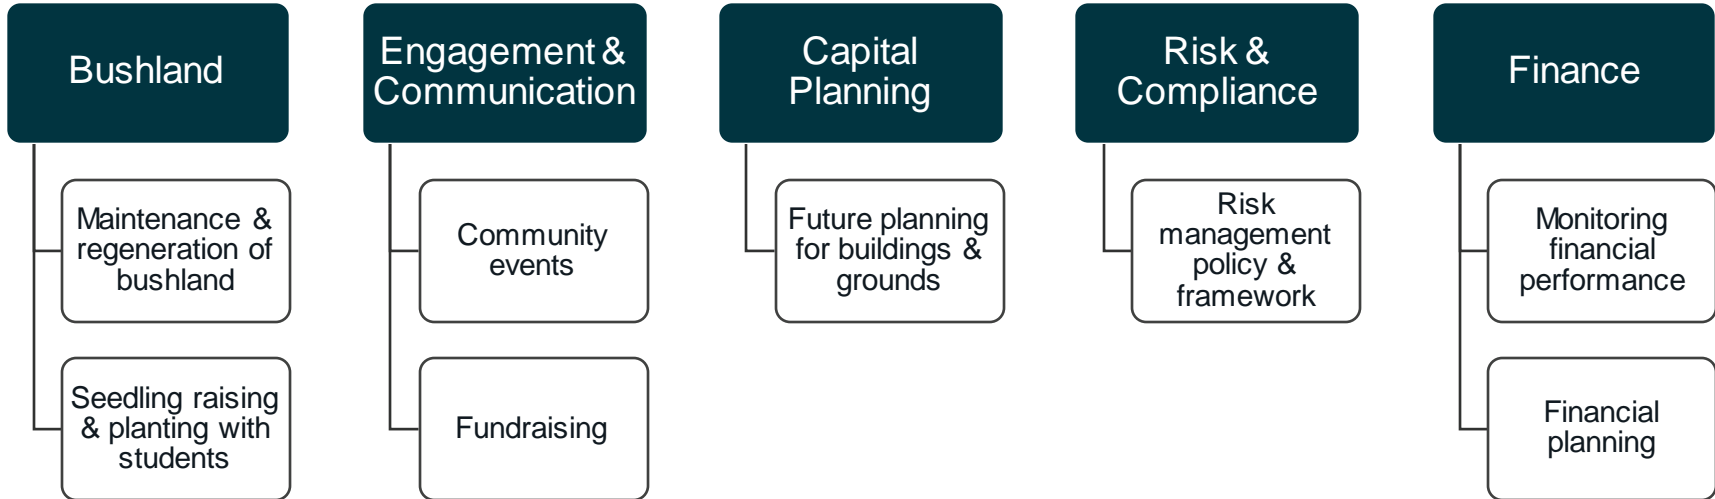 Bushland
Maintenance &
regeneration of
bushland
Seedling raising
& planting with
students
Engagement &
Communication
Community
events
Fundraising
Capital
Planning
Future planning
for buildings &
grounds
Risk &
Compliance
Risk
management
policy &
framework
Finance
Monitoring
financial
performance
Financial
planning